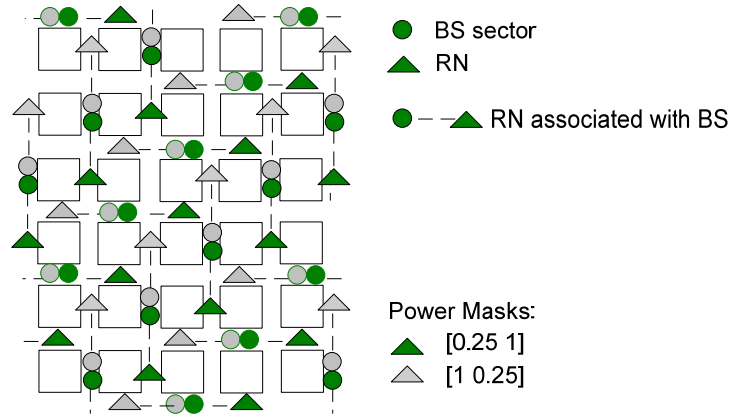 BS sector
RN
RN associated with BS
Power Masks:
[0.25 1]
[1 0.25]